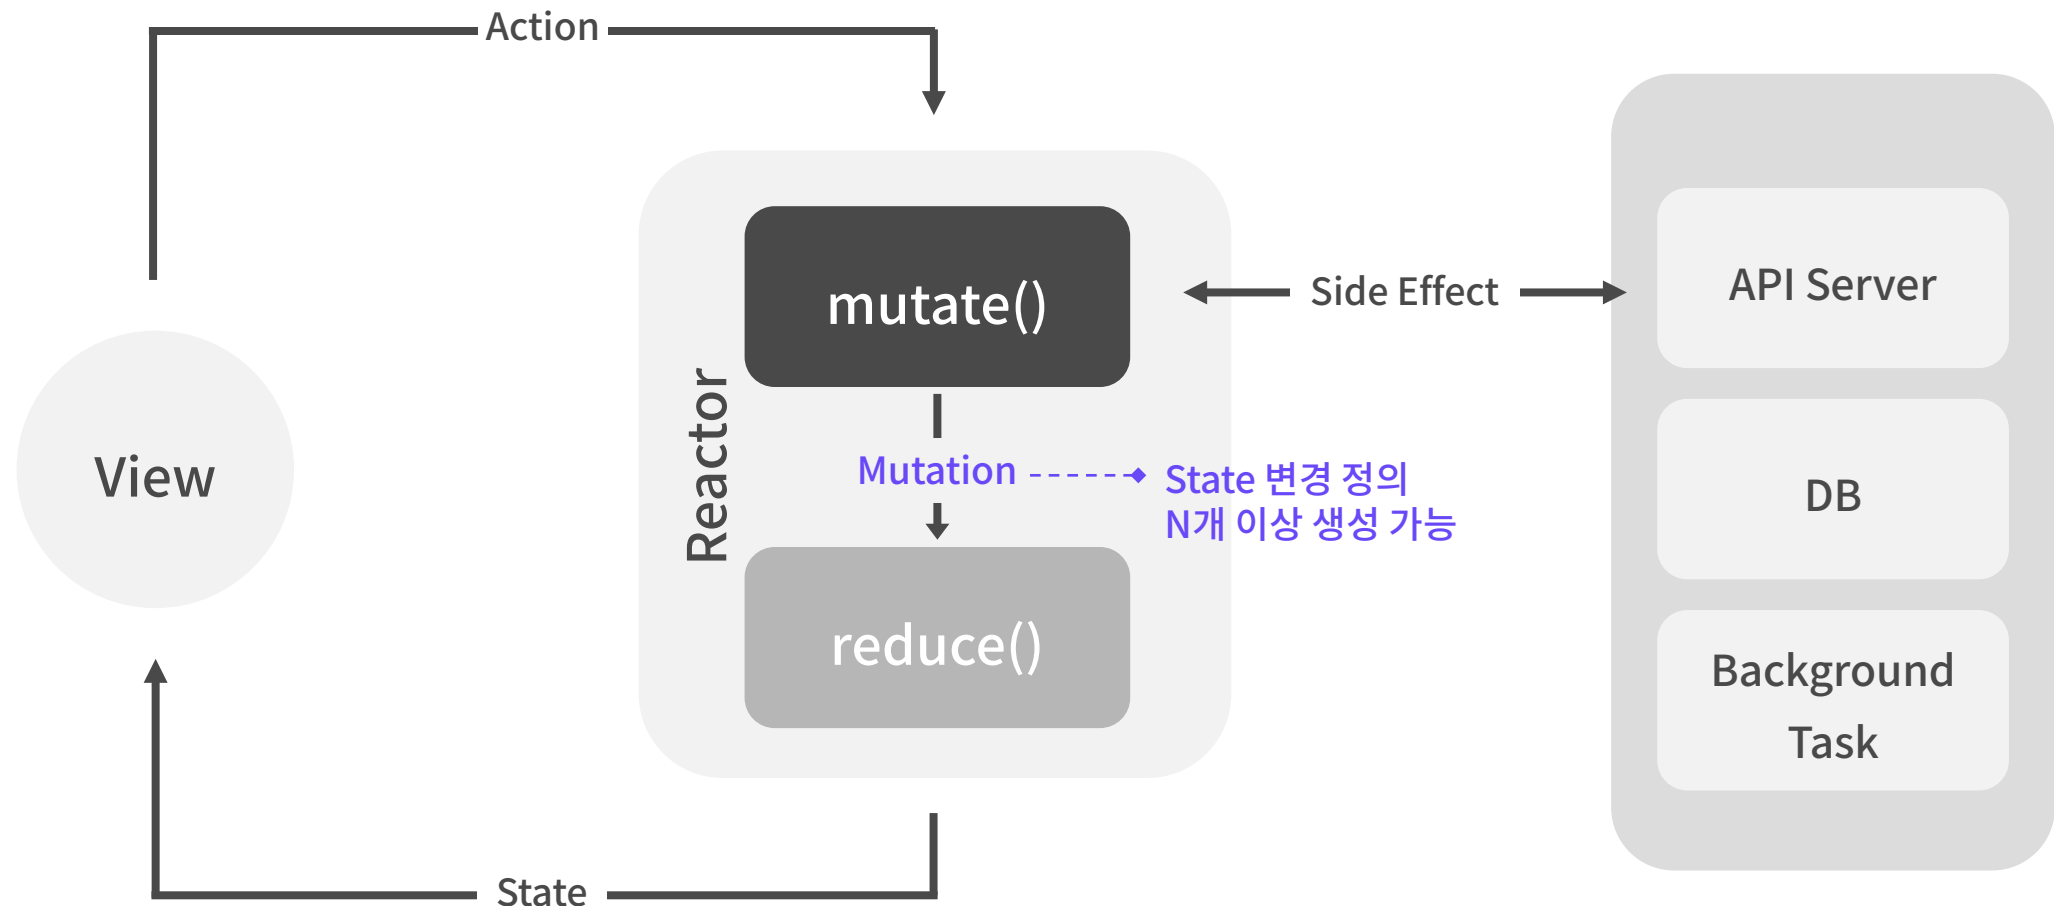 Action
mutate()
Side Effect
API Server
Reactor
View
Mutation
State 변경 정의
N개 이상 생성 가능
DB
reduce()
Background
Task
State